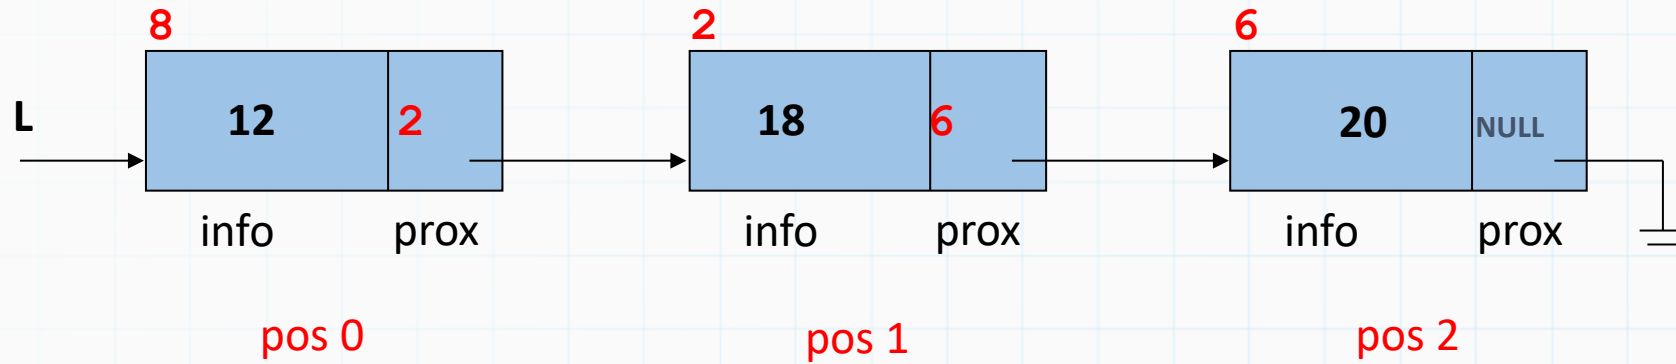 8 2 6
L 12 2 18 6 20 NULL
info prox info prox info prox
pos 0 pos 1 pos 2